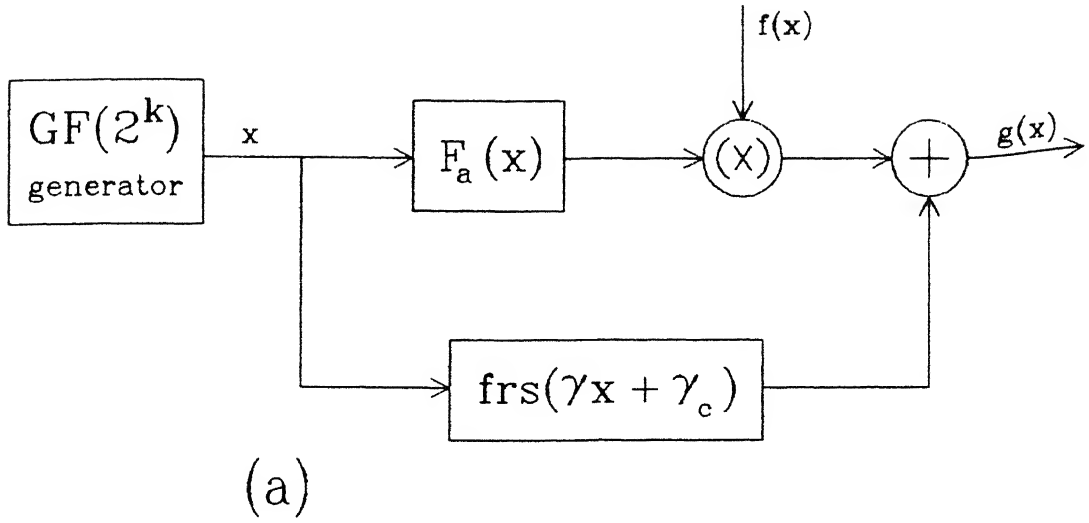 f(x)
GF(2^k)
generator
x
F_a(x)
(X)
+
g(x)
frs(γx + γ_c)
(a)